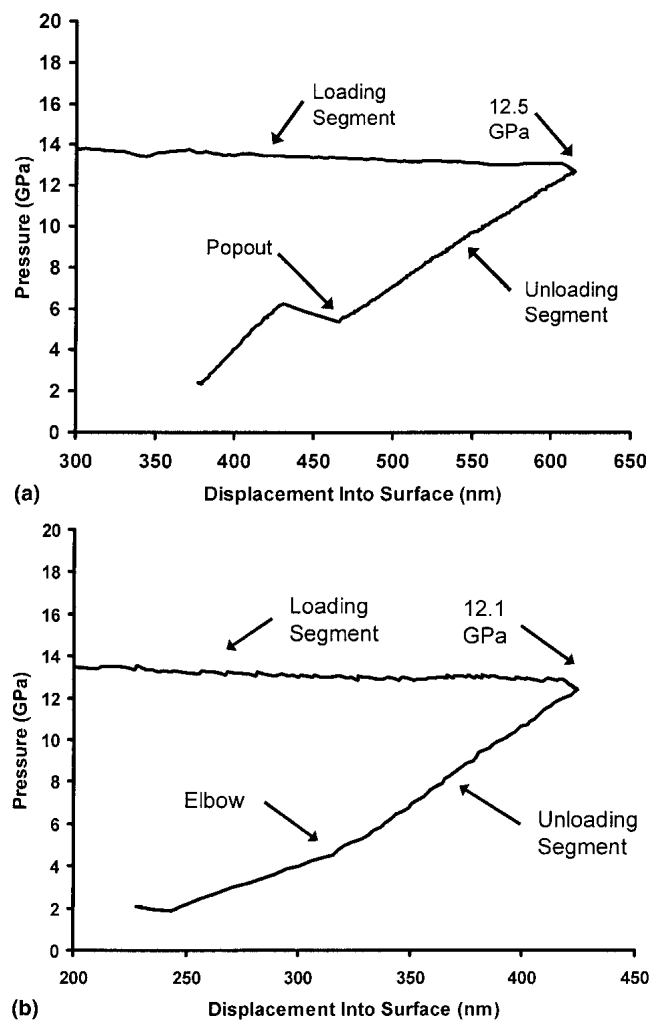 20
18
16
14
12
10
8
6
4
2
0
Pressure (GPa)
Loading
Segment
12.5
GPa
Popout
Unloading
Segment
300 350 400 450 500 550 600 650
(a)
Displacement Into Surface (nm)
20
18
16
14
12
10
8
6
4
2
0
Pressure (GPa)
Loading
Segment
12.1
GPa
Elbow
Unloading
Segment
200 250 300 350 400 450
(b)
Displacement Into Surface (nm)